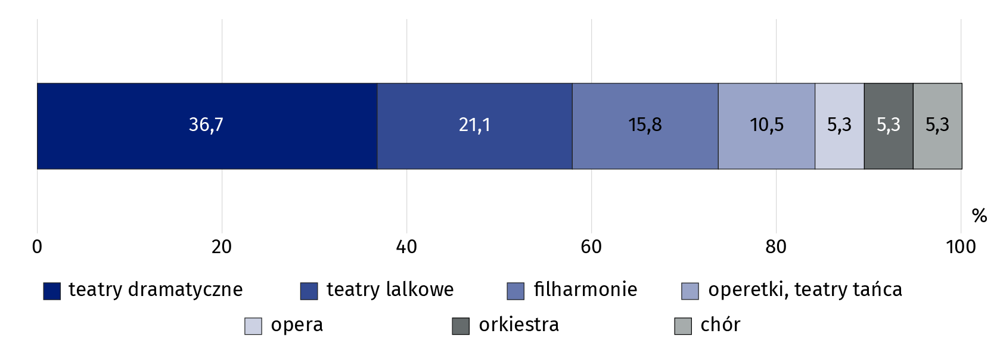 36,7 21,1 15,8 10,5 5,3 5,3 5,3
%
0 20 40 60 80 100
teatry dramatyczne teatry lalkowe filharmonie operetki, teatry tańca
opera orkiestra chór